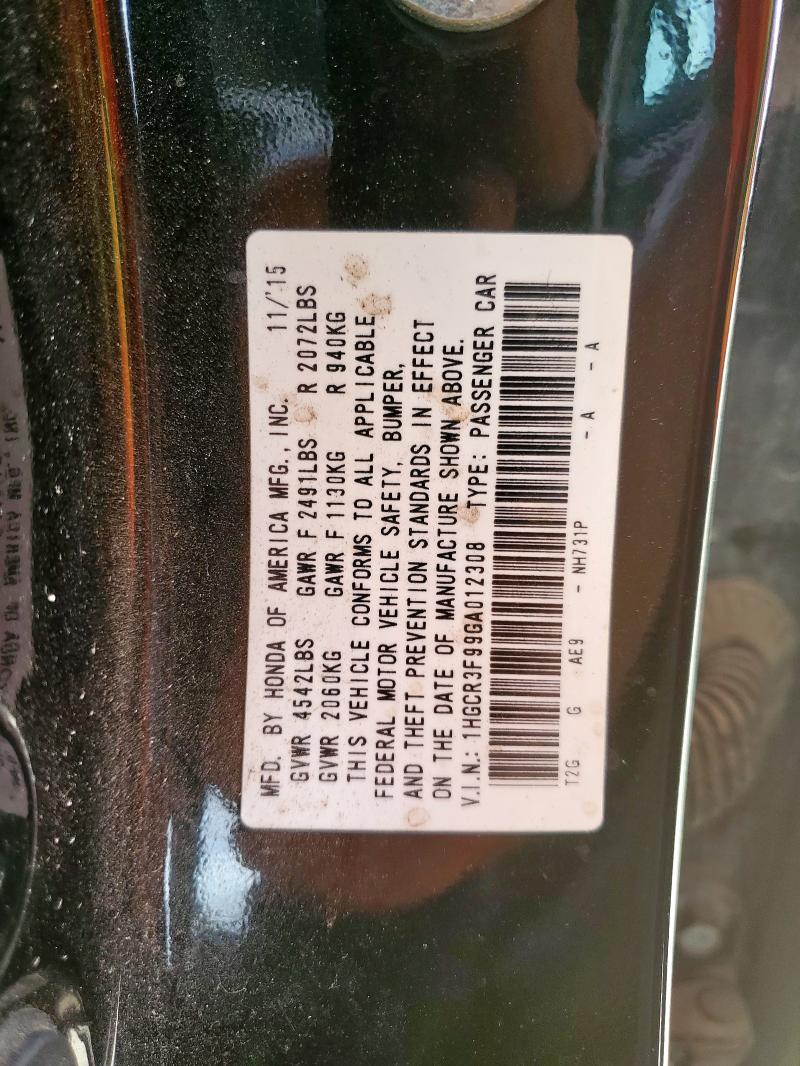 MFD. BY HONDA OF AMERICA MFG., INC. 11/'15
GVWR 4542LBS GAWR F 2491LBS R 2072LBS
GVWR 2060KG GAWR F 1130KG R 940KG
THIS VEHICLE CONFORMS TO ALL APPLICABLE
FEDERAL MOTOR VEHICLE SAFETY, BUMPER,
AND THEFT PREVENTION STANDARDS IN EFFECT
ON THE DATE OF MANUFACTURE SHOWN ABOVE.
V.I.N.: 1HGCR3F99GA012308 TYPE: PASSENGER CAR
T2G G AE9 - NH731P - A - A